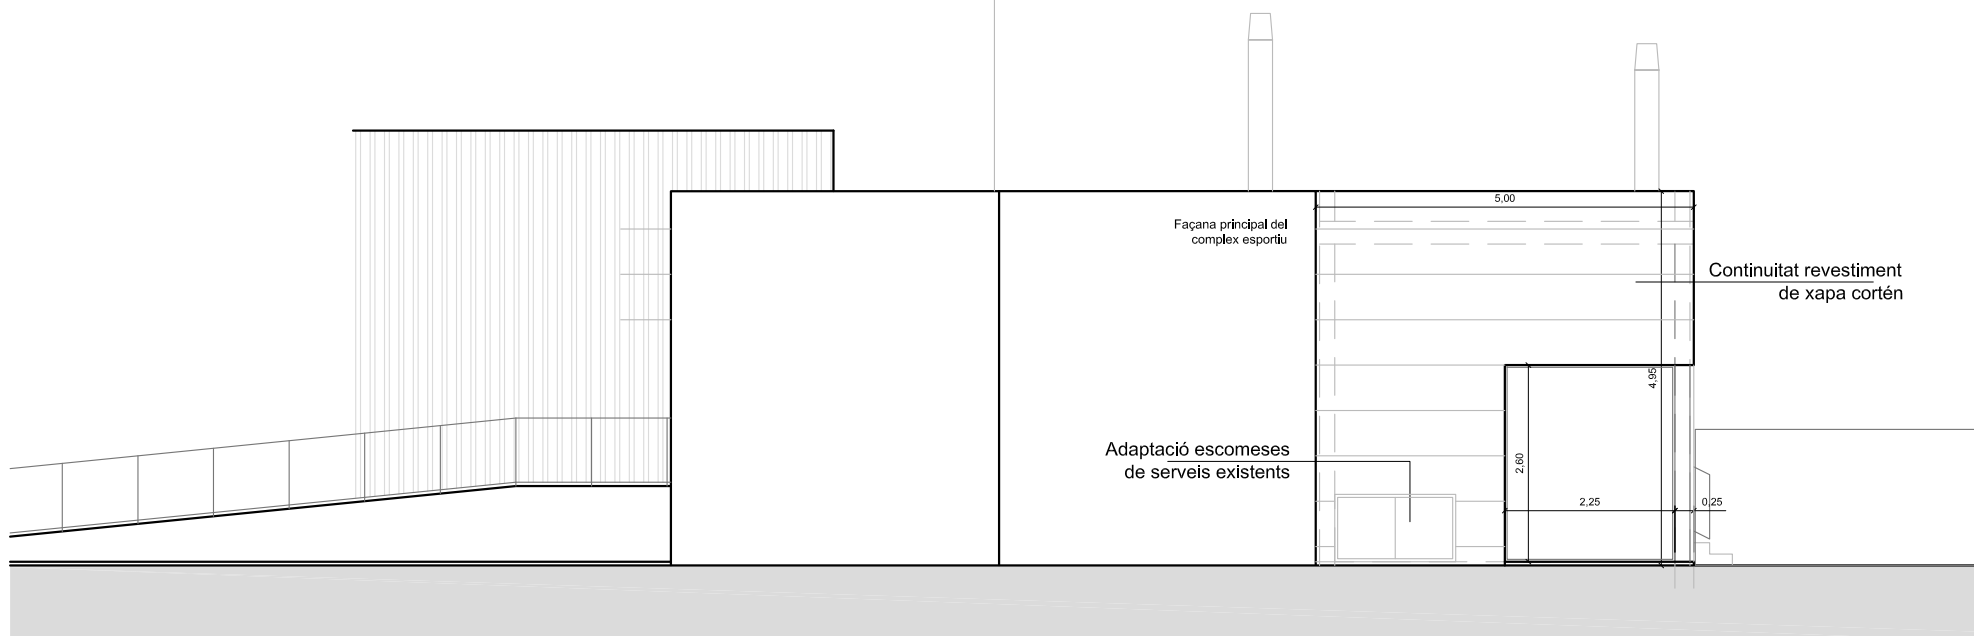 5,00
Façana principal del
complex esportiu
Continuitat revestiment
de xapa cortén
4,95
Adaptació escomeses
de serveis existents
2,60
2,25
0,25